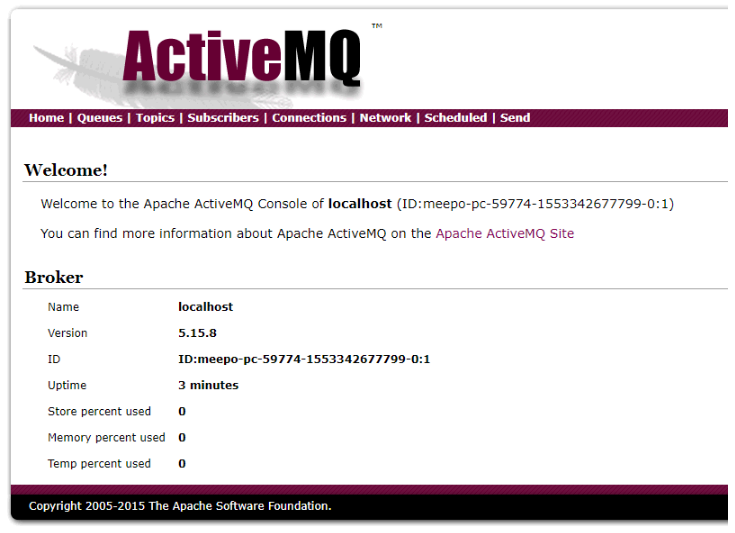 ActiveMQ™
Home | Queues | Topics | Subscribers | Connections | Network | Scheduled | Send
Welcome!
Welcome to the Apache ActiveMQ Console of localhost (ID:meepo-pc-59774-1553342677799-0:1)
You can find more information about Apache ActiveMQ on the Apache ActiveMQ Site
Broker
Name localhost
Version 5.15.8
ID ID:meepo-pc-59774-1553342677799-0:1
Uptime 3 minutes
Store percent used 0
Memory percent used 0
Temp percent used 0
Copyright 2005-2015 The Apache Software Foundation.